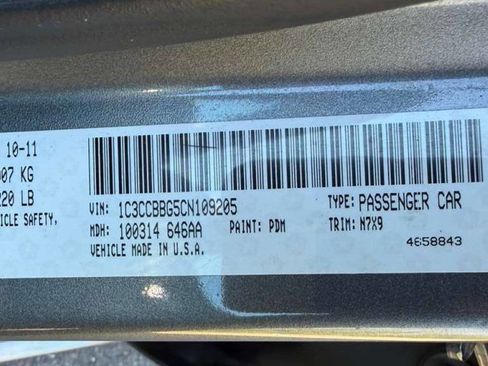 10-11
07 KG
20 LB
ICLE SAFETY,
VIN: 1C3CCBBG5CN109205 TYPE: PASSENGER CAR
MDH: 100314 646AA PAINT: PDM TRIM: N7X9
VEHICLE MADE IN U.S.A. 4658843